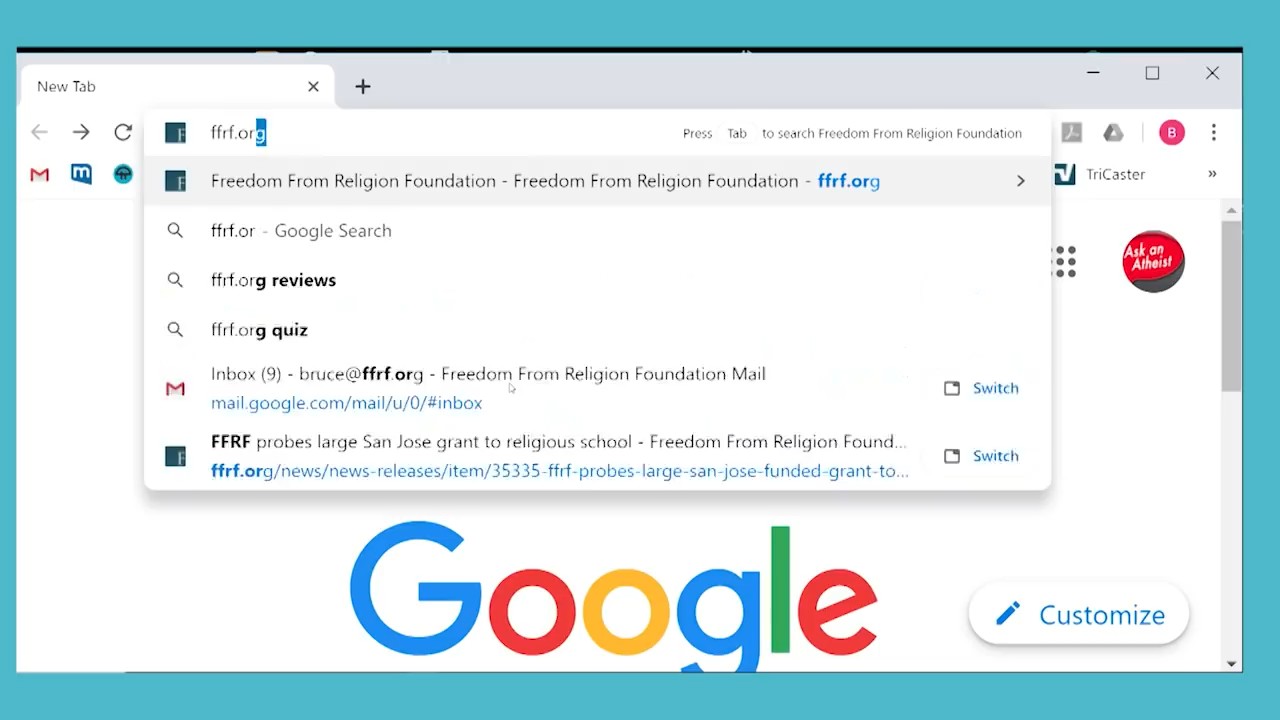 New Tab
ffrf.org
Press Tab to search Freedom From Religion Foundation
B
Freedom From Religion Foundation - Freedom From Religion Foundation - ffrf.org
TriCaster
»
ffrf.or - Google Search
Ask an
Atheist
ffrf.org reviews
ffrf.org quiz
Inbox (9) - bruce@ffrf.org - Freedom From Religion Foundation Mail
mail.google.com/mail/u/0/#inbox
Switch
FFRF probes large San Jose grant to religious school - Freedom From Religion Found...
ffrf.org/news/news-releases/item/35335-ffrf-probes-large-san-jose-funded-grant-to...
Switch
Google
Customize